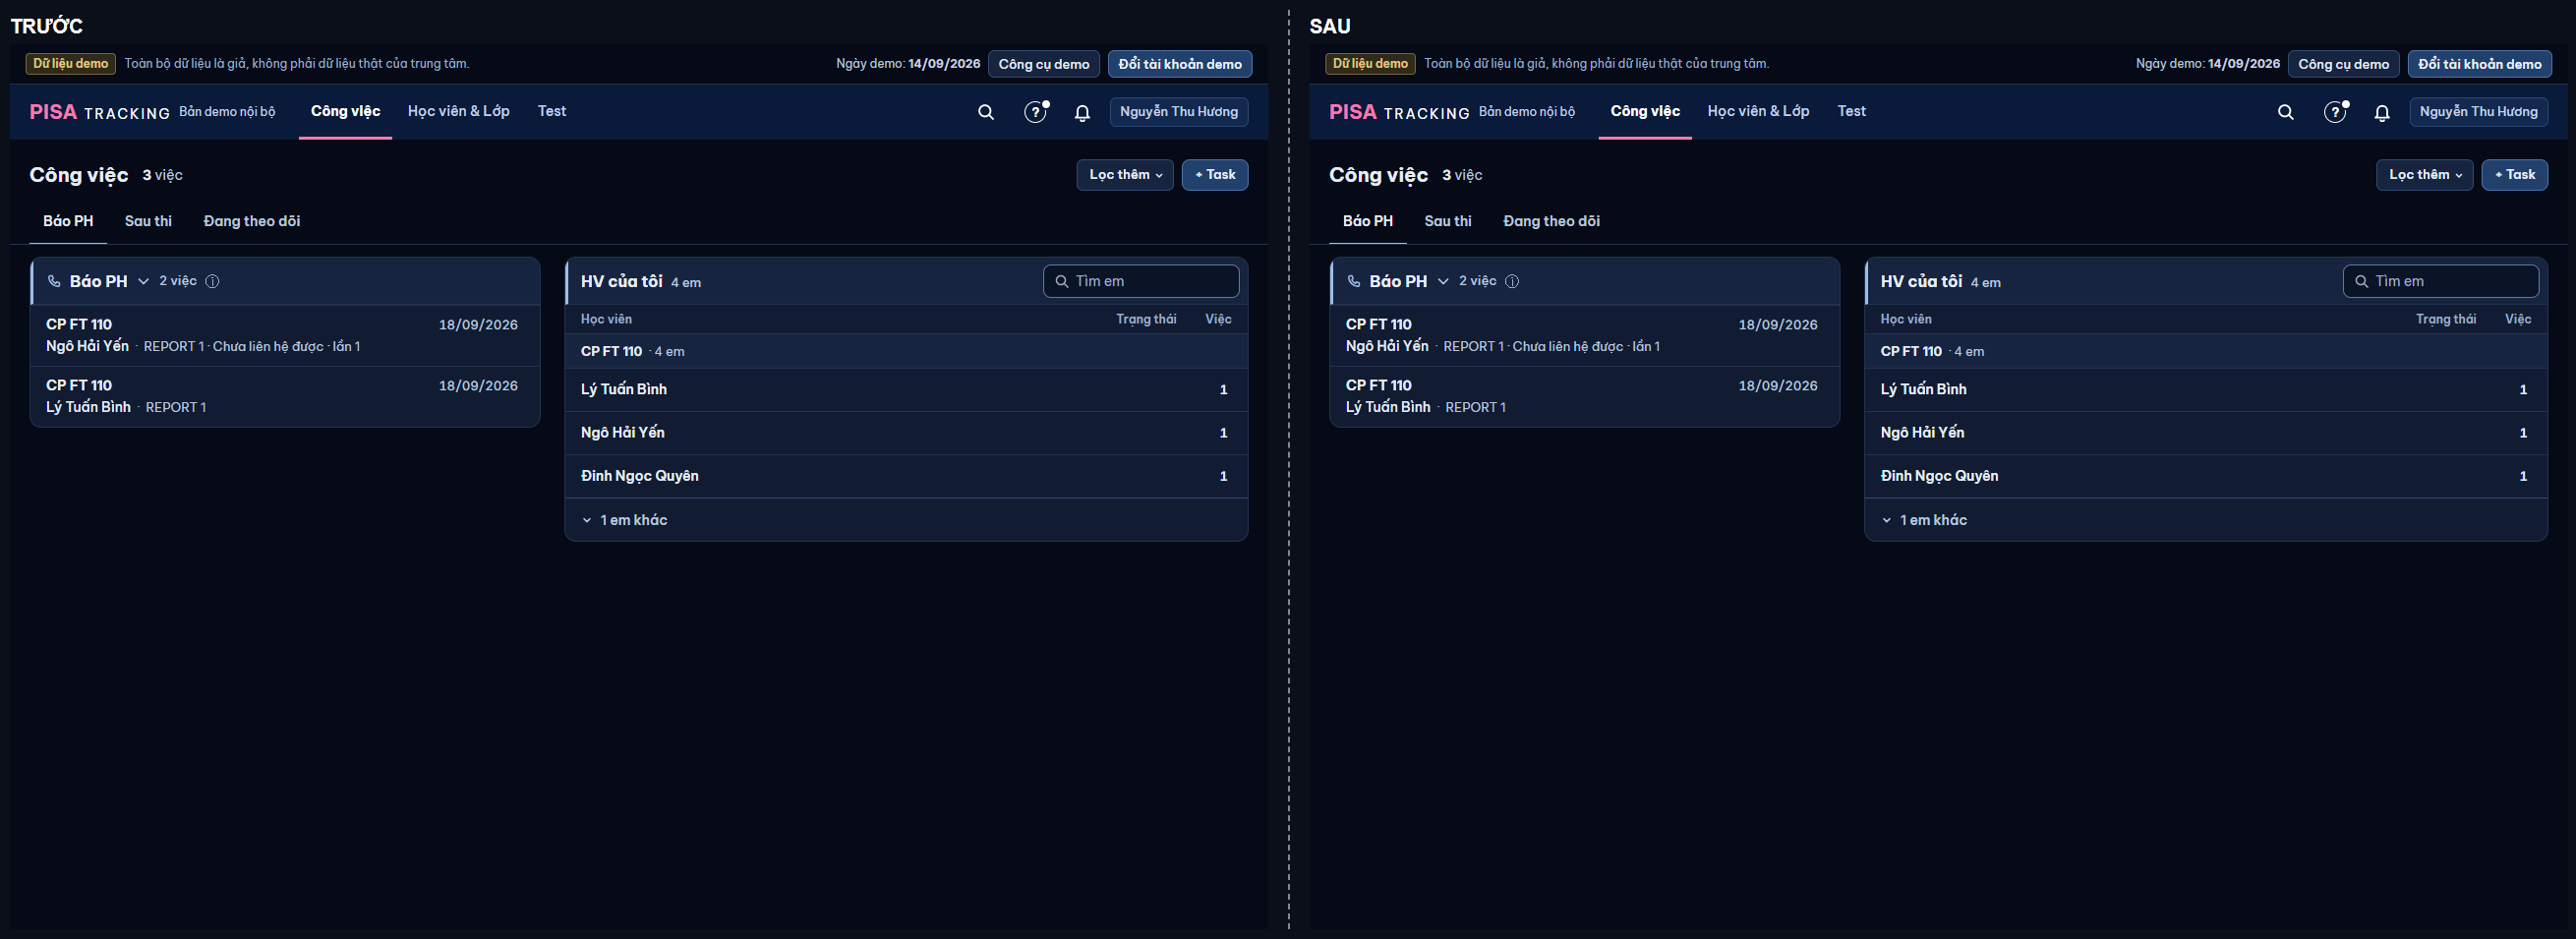 TRƯỚC
Dữ liệu demo Toàn bộ dữ liệu là giả, không phải dữ liệu thật của trung tâm. Ngày demo: 14/09/2026 Công cụ demo Đổi tài khoản demo
PISA TRACKING Bản demo nội bộ Công việc Học viên & Lớp Test ? Nguyễn Thu Hương
Công việc 3 việc Lọc thêm + Task
Báo PH Sau thi Đang theo dõi
Báo PH 2 việc
CP FT 110 18/09/2026
Ngô Hải Yến · REPORT 1 · Chưa liên hệ được · lần 1
CP FT 110 18/09/2026
Lý Tuấn Bình · REPORT 1
HV của tôi 4 em Tìm em
Học viên Trạng thái Việc
CP FT 110 · 4 em
Lý Tuấn Bình 1
Ngô Hải Yến 1
Đinh Ngọc Quyên 1
1 em khác
SAU
Dữ liệu demo Toàn bộ dữ liệu là giả, không phải dữ liệu thật của trung tâm. Ngày demo: 14/09/2026 Công cụ demo Đổi tài khoản demo
PISA TRACKING Bản demo nội bộ Công việc Học viên & Lớp Test ? Nguyễn Thu Hương
Công việc 3 việc Lọc thêm + Task
Báo PH Sau thi Đang theo dõi
Báo PH 2 việc
CP FT 110 18/09/2026
Ngô Hải Yến · REPORT 1 · Chưa liên hệ được · lần 1
CP FT 110 18/09/2026
Lý Tuấn Bình · REPORT 1
HV của tôi 4 em Tìm em
Học viên Trạng thái Việc
CP FT 110 · 4 em
Lý Tuấn Bình 1
Ngô Hải Yến 1
Đinh Ngọc Quyên 1
1 em khác